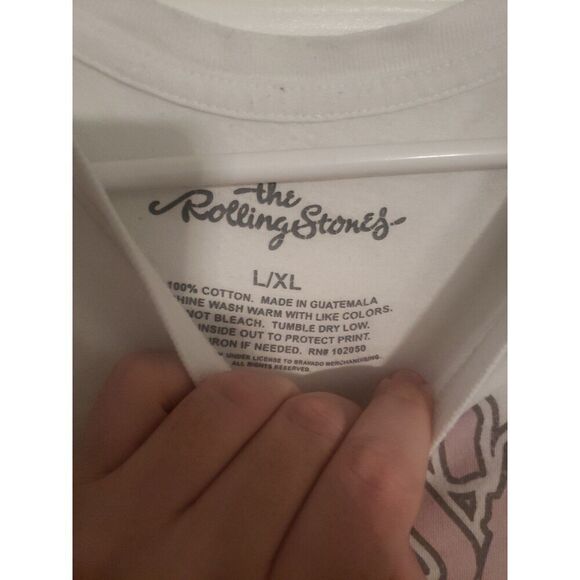 the
Rolling Stones
L/XL
100% COTTON. MADE IN GUATEMALA
HINE WASH WARM WITH LIKE COLORS.
NOT BLEACH. TUMBLE DRY LOW.
INSIDE OUT TO PROTECT PRINT.
IRON IF NEEDED. RN# 102050
UNDER LICENSE TO BRAVADO MERCHANDISING.
ALL RIGHTS RESERVED.